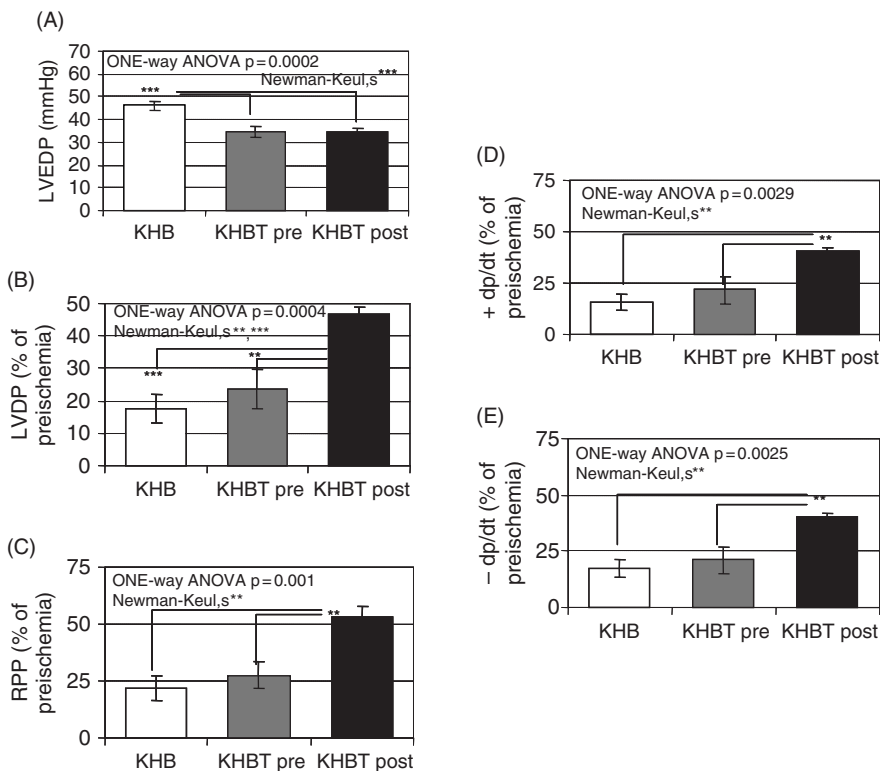 (A)
LVEDP (mmHg)
70
60
50
40
30
20
10
0
ONE-way ANOVA p=0.0002
Newman-Keul,s***
***
KHB KHBT pre KHBT post
(B)
LVDP (% of
preischemia)
50
40
30
20
10
0
ONE-way ANOVA p=0.0004
Newman-Keul,s**,***
**
***
KHB KHBT pre KHBT post
(C)
RPP (% of
preischemia)
75
50
25
0
ONE-way ANOVA p=0.001
Newman-Keul,s**
**
KHB KHBT pre KHBT post
(D)
+ dp/dt (% of
preischemia)
75
50
25
0
ONE-way ANOVA p=0.0029
Newman-Keul,s**
**
KHB KHBT pre KHBT post
(E)
– dp/dt (% of
preischemia)
75
50
25
0
ONE-way ANOVA p=0.0025
Newman-Keul,s**
**
KHB KHBT pre KHBT post